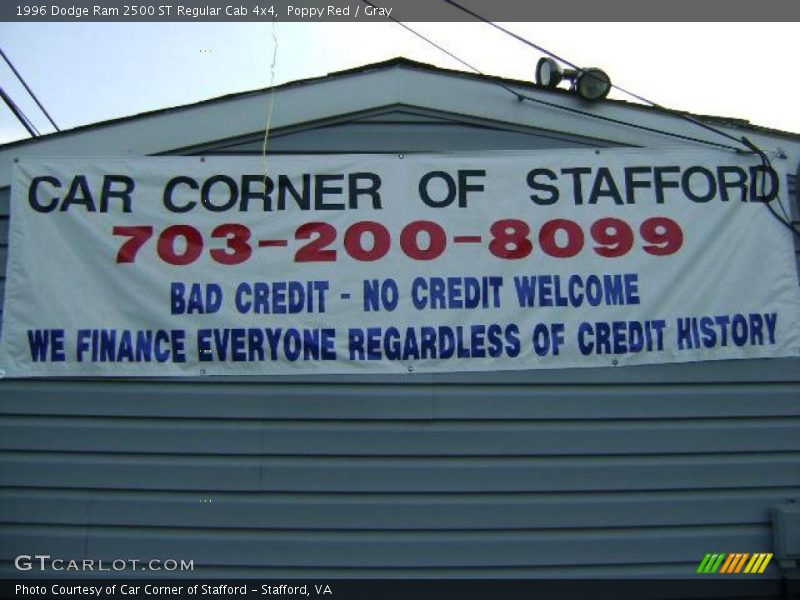 1996 Dodge Ram 2500 ST Regular Cab 4x4, Poppy Red / Gray
CAR CORNER OF STAFFORD
703-200-8099
BAD CREDIT - NO CREDIT WELCOME
WE FINANCE EVERYONE REGARDLESS OF CREDIT HISTORY
GTCARLOT.COM
Photo Courtesy of Car Corner of Stafford - Stafford, VA